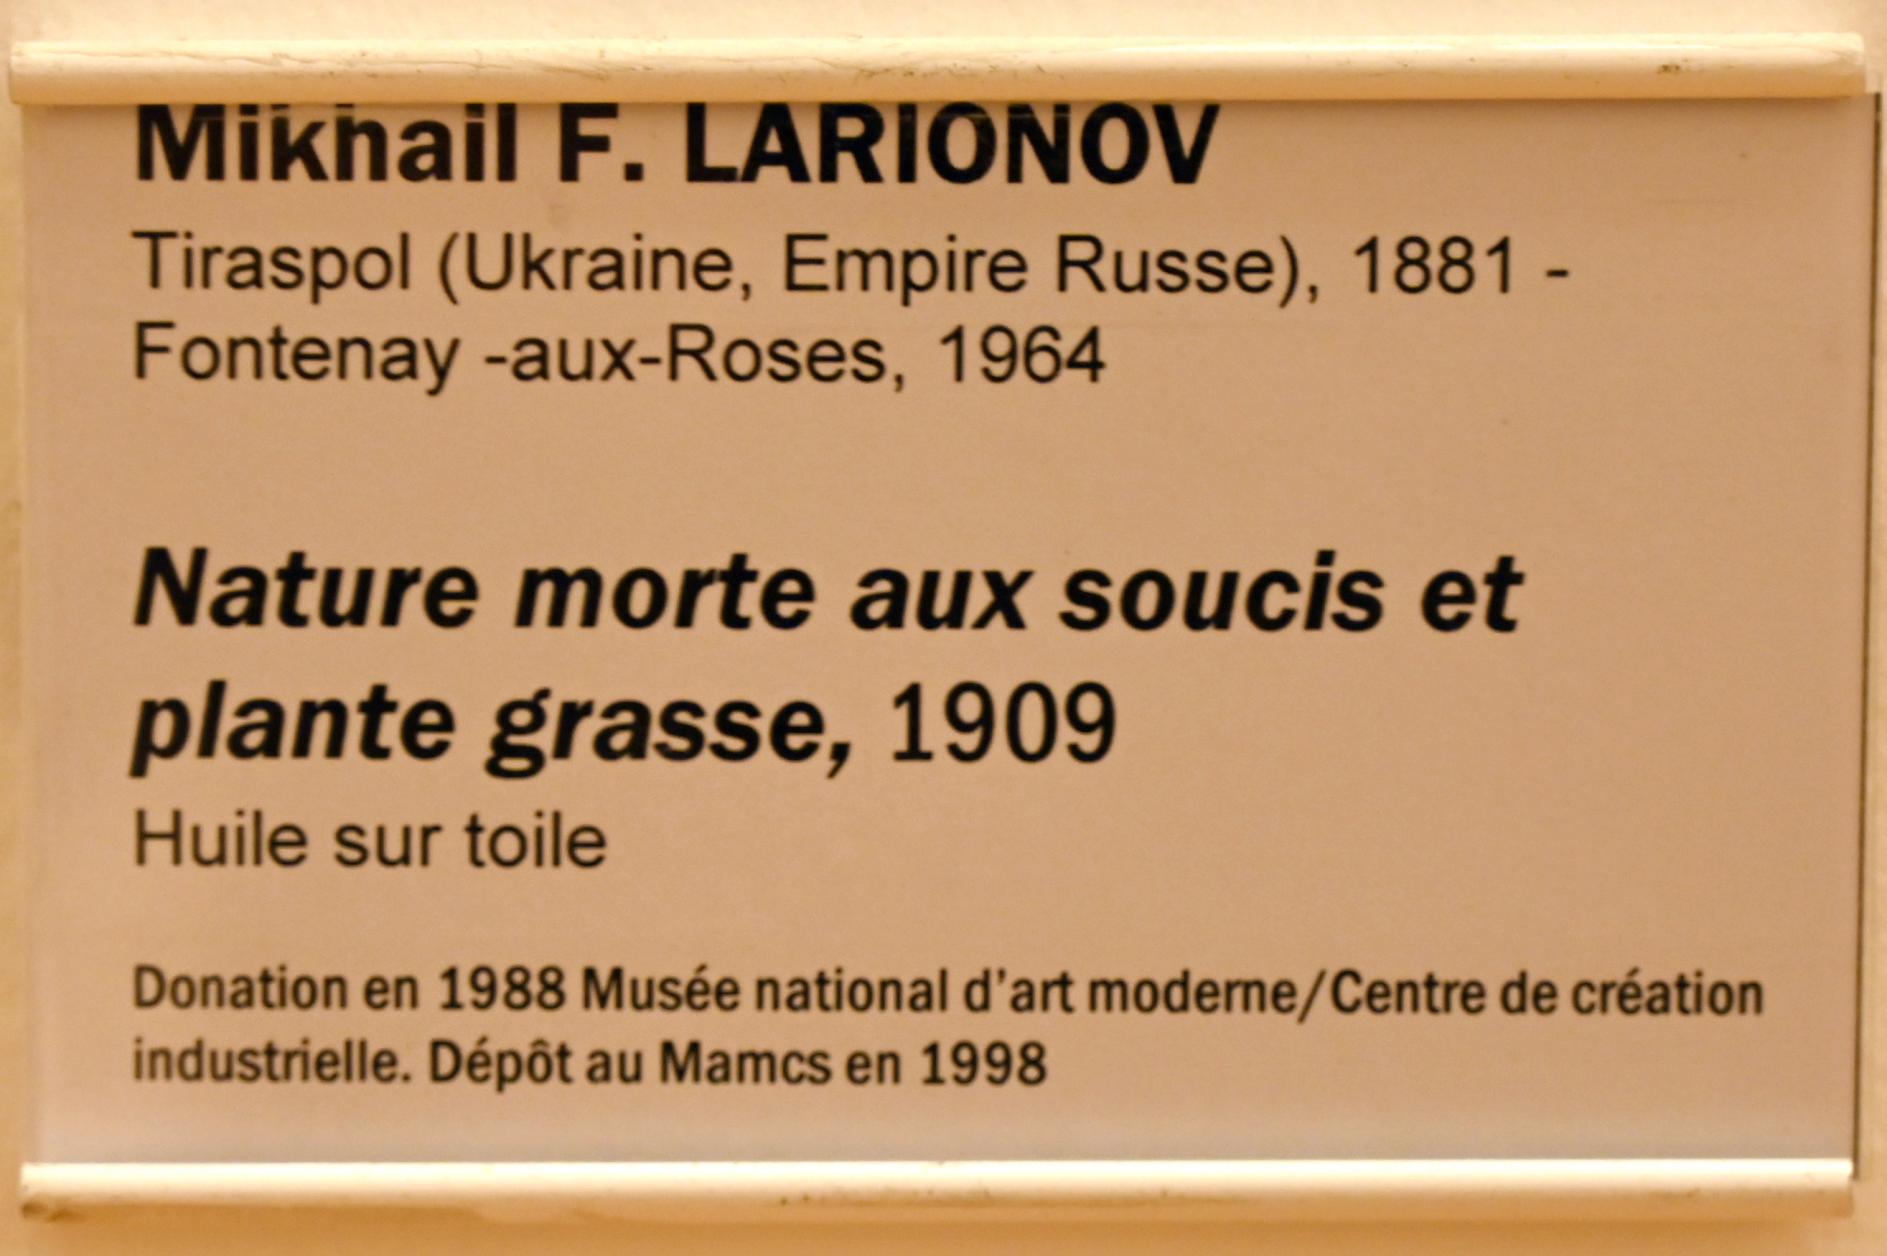 Mikhail F. LARIONOV
Tiraspol (Ukraine, Empire Russe), 1881 -
Fontenay -aux-Roses, 1964
Nature morte aux soucis et
plante grasse, 1909
Huile sur toile
Donation en 1988 Musée national d'art moderne/Centre de création
industrielle. Dépôt au Mamcs en 1998